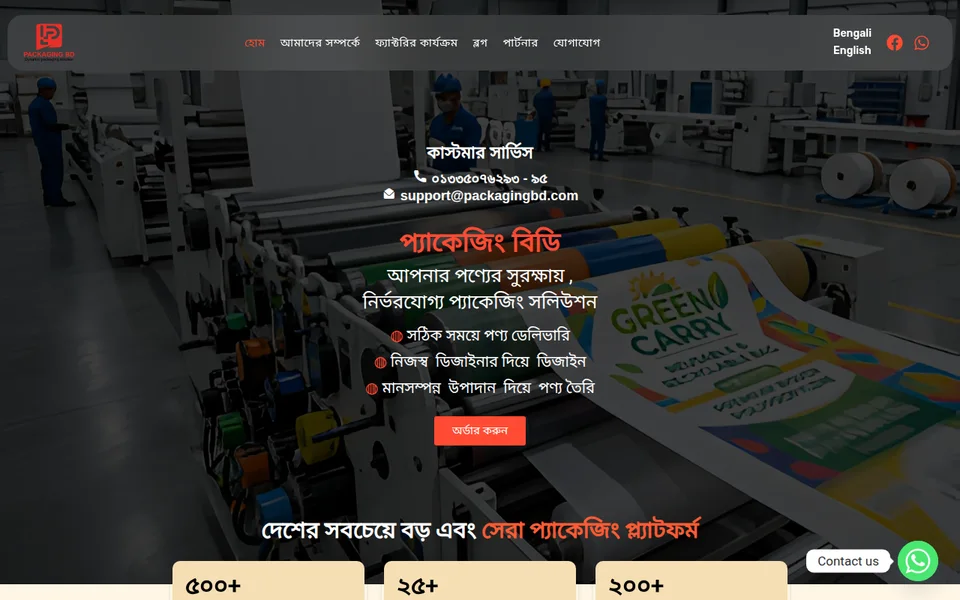 PACKAGING BD
হোম
আমাদের সম্পর্কে
ফ্যাক্টরির কার্যক্রম
ব্লগ
পার্টনার
যোগাযোগ
Bengali
English
কাস্টমার সার্ভিস
০১৩৩৫০৭৬২৯৩ - ৯৫
support@packagingbd.com
প্যাকেজিং বিডি
আপনার পণ্যের সুরক্ষায় ,
নির্ভরযোগ্য প্যাকেজিং সলিউশন
সঠিক সময়ে পণ্য ডেলিভারি
নিজস্ব ডিজাইনার দিয়ে ডিজাইন
মানসম্পন্ন উপাদান দিয়ে পণ্য তৈরি
অর্ডার করুন
GREEN
CARRY
দেশের সবচেয়ে বড় এবং সেরা প্যাকেজিং প্ল্যাটফর্ম
৫০০+
২৫+
২০০+
Contact us